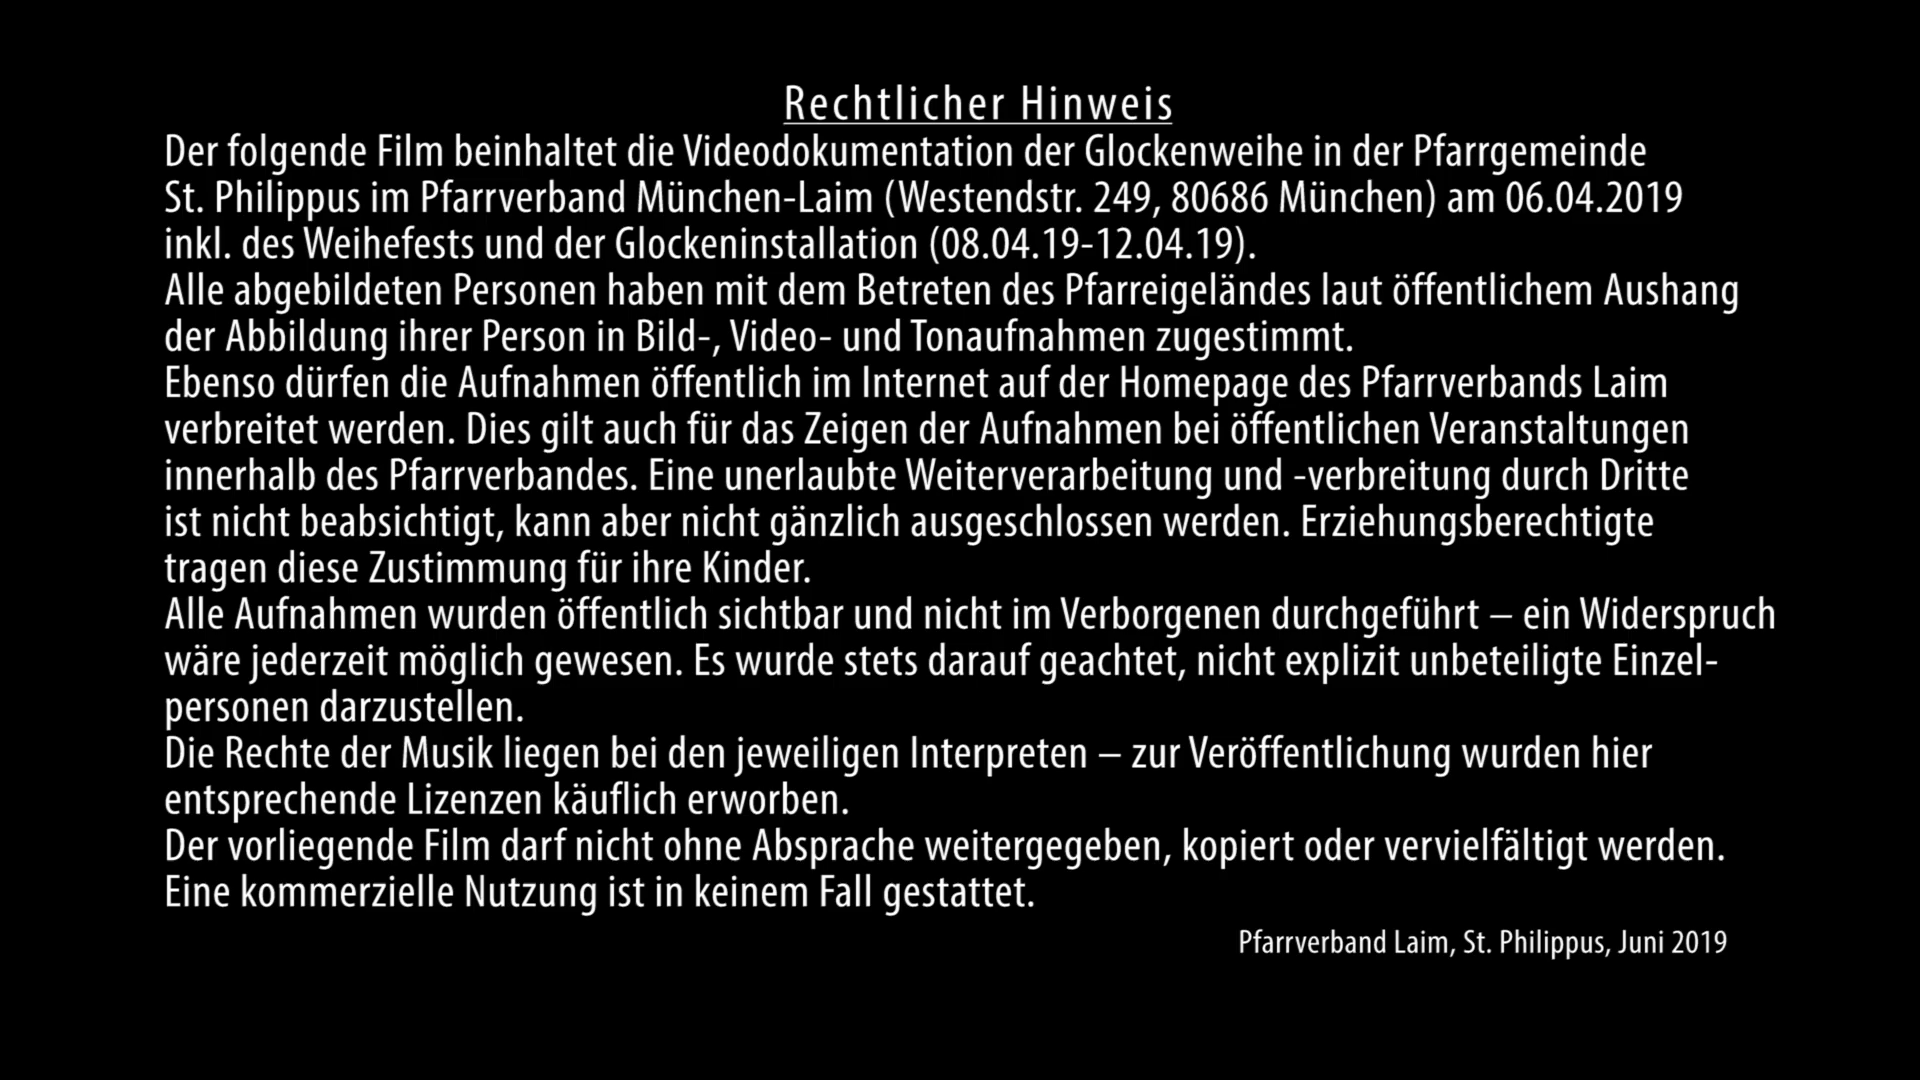 Rechtlicher Hinweis
Der folgende Film beinhaltet die Videodokumentation der Glockenweihe in der Pfarrgemeinde
St. Philippus im Pfarrverband München-Laim (Westendstr. 249, 80686 München) am 06.04.2019
inkl. des Weihefests und der Glockeninstallation (08.04.19-12.04.19).
Alle abgebildeten Personen haben mit dem Betreten des Pfarreigeländes laut öffentlichem Aushang
der Abbildung ihrer Person in Bild-, Video- und Tonaufnahmen zugestimmt.
Ebenso dürfen die Aufnahmen öffentlich im Internet auf der Homepage des Pfarrverbands Laim
verbreitet werden. Dies gilt auch für das Zeigen der Aufnahmen bei öffentlichen Veranstaltungen
innerhalb des Pfarrverbandes. Eine unerlaubte Weiterverarbeitung und -verbreitung durch Dritte
ist nicht beabsichtigt, kann aber nicht gänzlich ausgeschlossen werden. Erziehungsberechtigte
tragen diese Zustimmung für ihre Kinder.
Alle Aufnahmen wurden öffentlich sichtbar und nicht im Verborgenen durchgeführt – ein Widerspruch
wäre jederzeit möglich gewesen. Es wurde stets darauf geachtet, nicht explizit unbeteiligte Einzel-
personen darzustellen.
Die Rechte der Musik liegen bei den jeweiligen Interpreten – zur Veröffentlichung wurden hier
entsprechende Lizenzen käuflich erworben.
Der vorliegende Film darf nicht ohne Absprache weitergegeben, kopiert oder vervielfältigt werden.
Eine kommerzielle Nutzung ist in keinem Fall gestattet.
Pfarrverband Laim, St. Philippus, Juni 2019